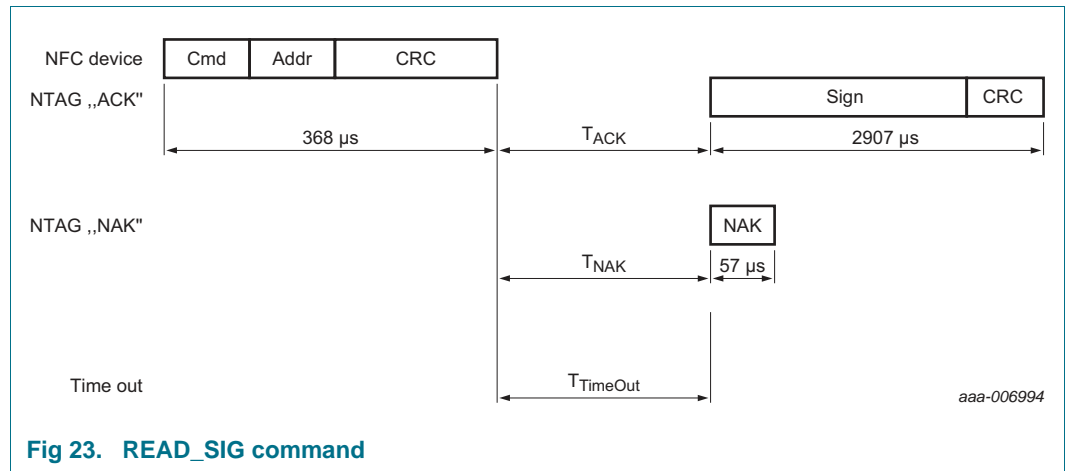 NFC device Cmd Addr CRC
NTAG ,,ACK" Sign CRC
368 µs TACK 2907 µs
NTAG ,,NAK" NAK
TNAK 57 µs
Time out TTimeOut
aaa-006994
Fig 23. READ_SIG command